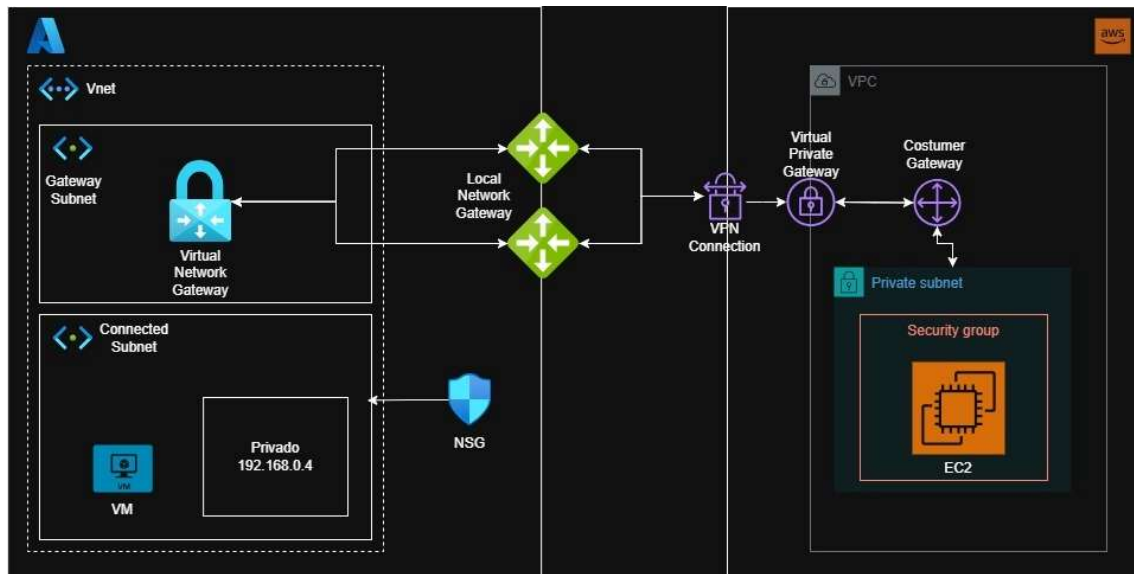 aws
Vnet
VPC
Gateway
Subnet
Virtual
Network
Gateway
Local
Network
Gateway
VPN
Connection
Virtual
Private
Gateway
Costumer
Gateway
Connected
Subnet
VM
VM
Privado
192.168.0.4
NSG
Private subnet
Security group
EC2